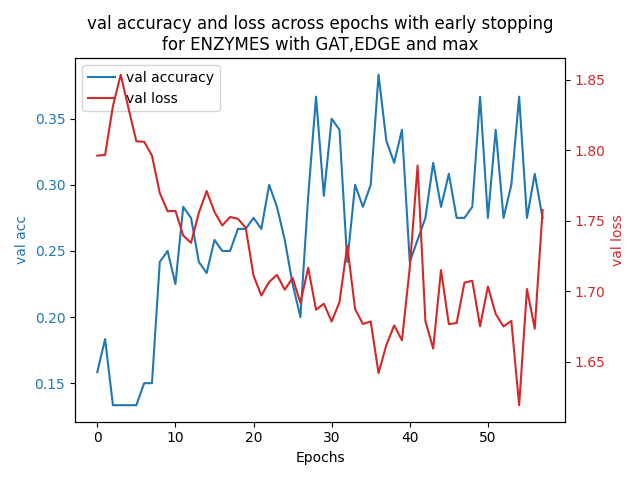 val accuracy and loss across epochs with early stopping
for ENZYMES with GAT,EDGE and max
val accuracy
val loss
0.35
0.30
0.25
0.20
0.15
val acc
1.85
1.80
1.75
1.70
1.65
val loss
0 10 20 30 40 50
Epochs